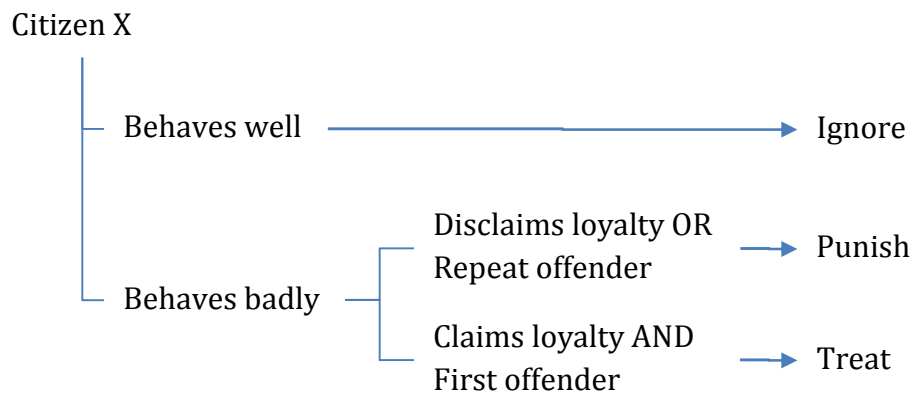 Citizen X
Behaves well
Ignore
Disclaims loyalty OR
Repeat offender
Punish
Behaves badly
Claims loyalty AND
First offender
Treat